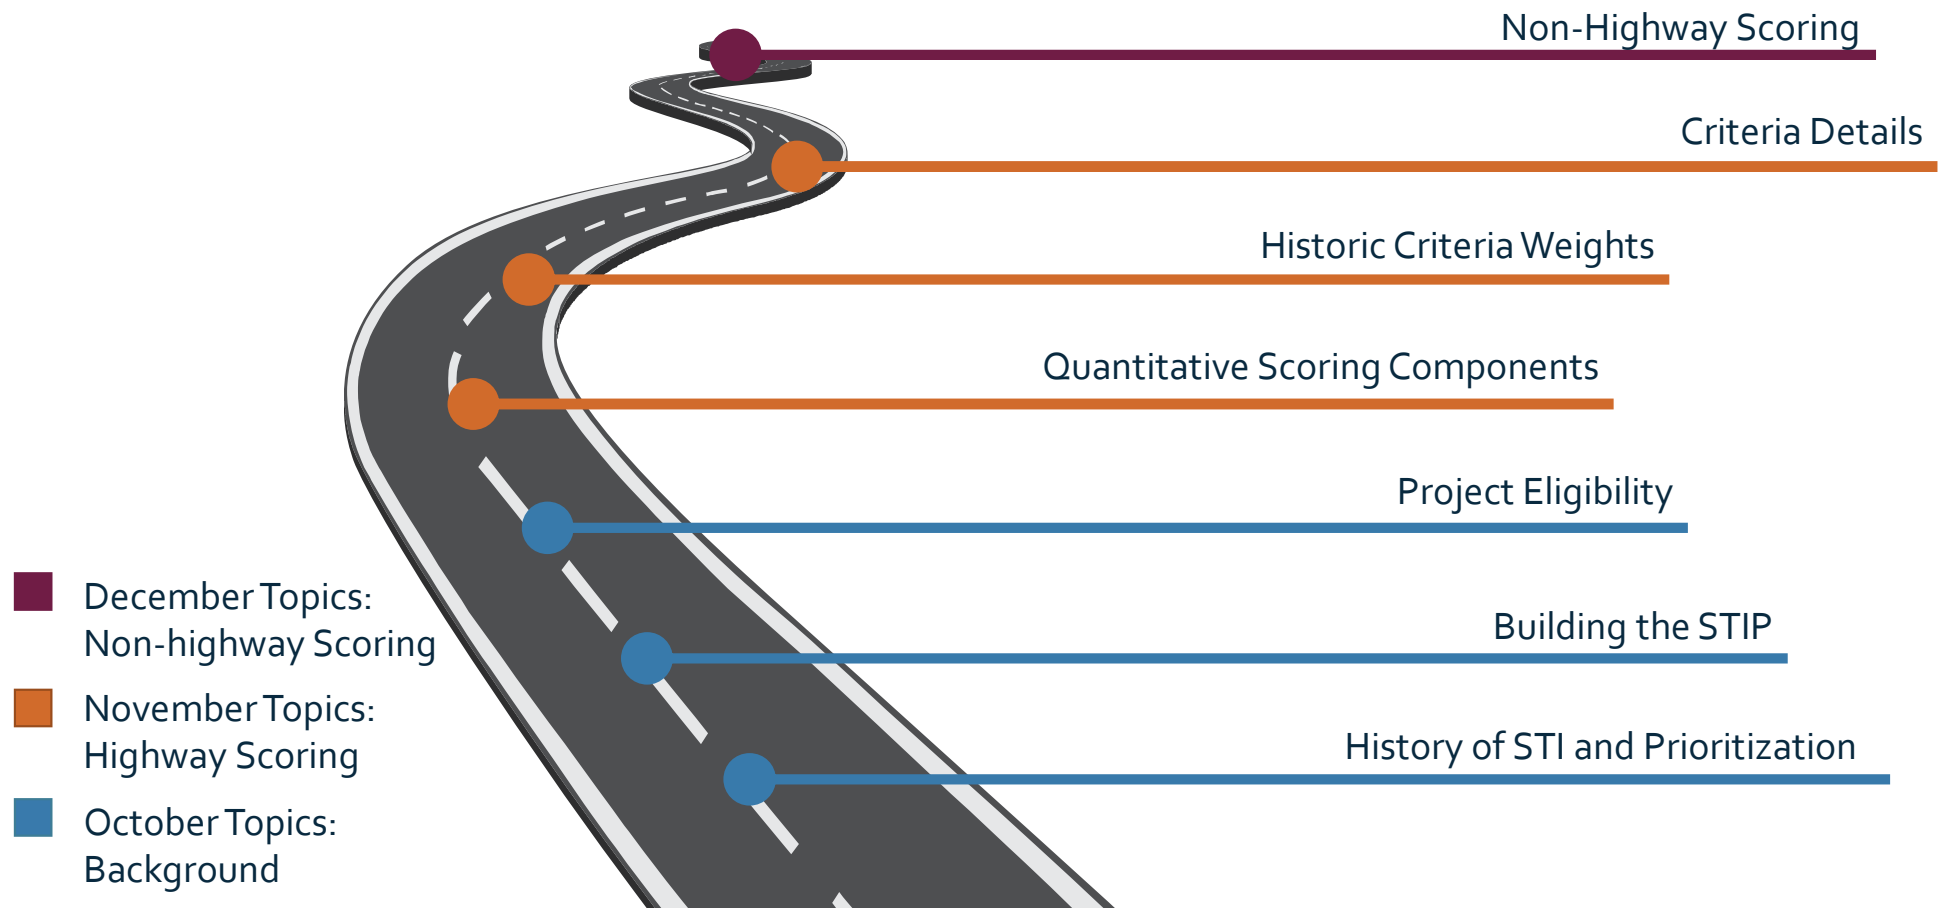 Non-Highway Scoring
Criteria Details
Historic Criteria Weights
Quantitative Scoring Components
Project Eligibility
Building the STIP
History of STI and Prioritization
December Topics:
Non-highway Scoring
November Topics:
Highway Scoring
October Topics:
Background